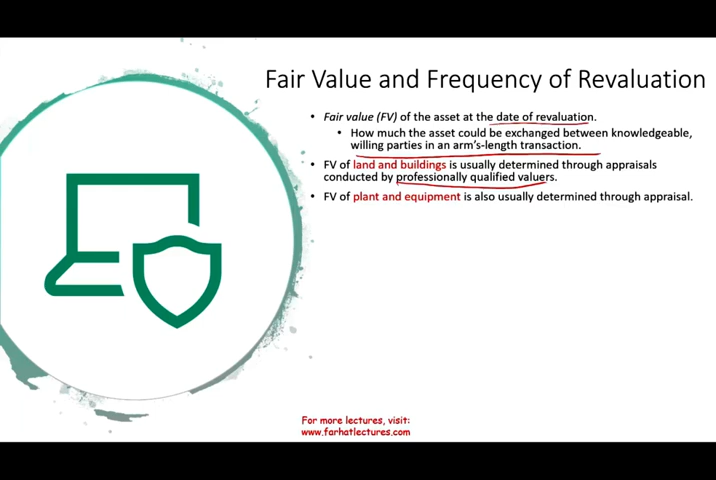 Fair Value and Frequency of Revaluation
• Fair value (FV) of the asset at the date of revaluation.
• How much the asset could be exchanged between knowledgeable,
willing parties in an arm's-length transaction.
• FV of land and buildings is usually determined through appraisals
conducted by professionally qualified valuers.
• FV of plant and equipment is also usually determined through appraisal.
For more lectures, visit:
www.farhatlectures.com